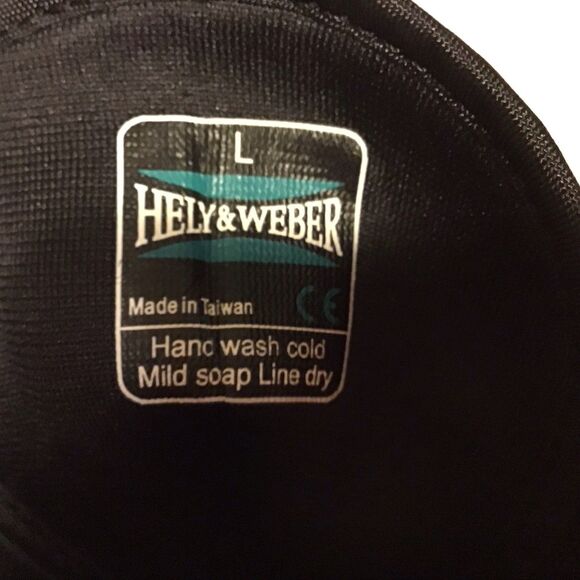 L
HELY&WEBER
Made in Taiwan CE
Hand wash cold
Mild soap Line dry